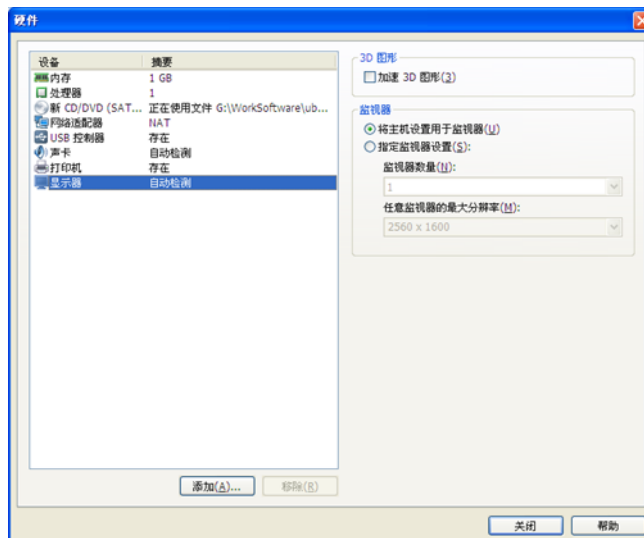 硬件
设备 摘要
内存 1 GB
处理器 1
新 CD/DVD (SAT... 正在使用文件 G:\WorkSoftware\ub...
网络适配器 NAT
USB 控制器 存在
声卡 自动检测
打印机 存在
显示器 自动检测
添加(A)...
移除(R)
3D 图形
加速 3D 图形(3)
监视器
将主机设置用于监视器(U)
指定监视器设置(S):
监视器数量(N):
1
任意监视器的最大分辨率(M):
2560 x 1600
关闭
帮助